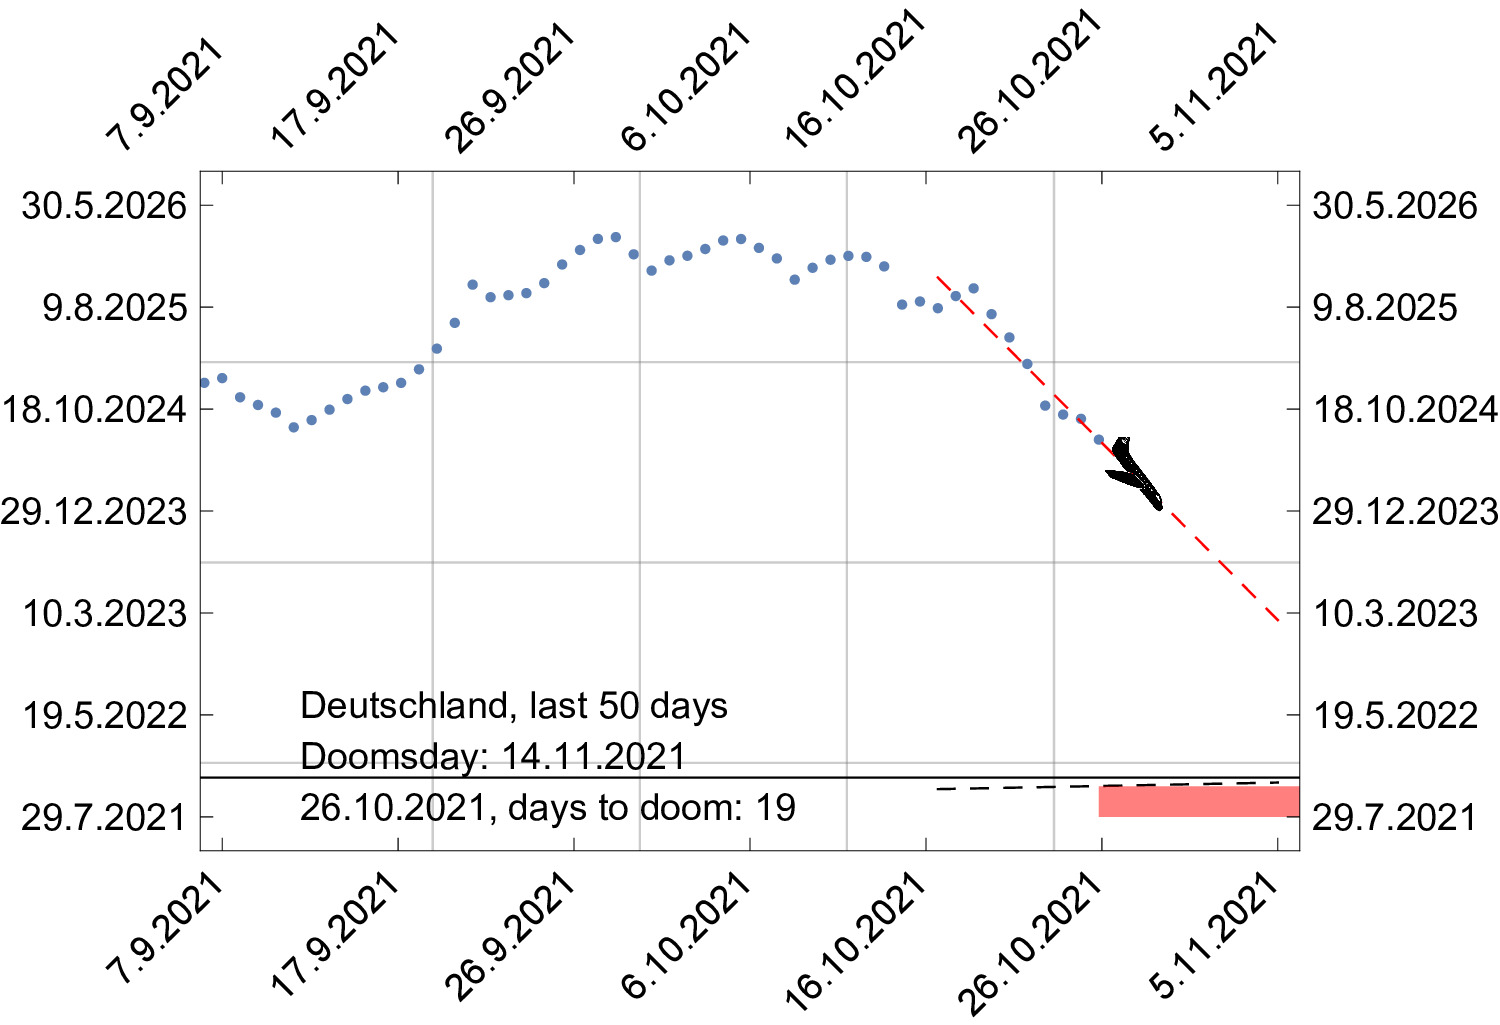 7.9.2021 17.9.2021 26.9.2021 6.10.2021 16.10.2021 26.10.2021 5.11.2021
30.5.2026 30.5.2026
9.8.2025 9.8.2025
18.10.2024 18.10.2024
29.12.2023 29.12.2023
10.3.2023 10.3.2023
19.5.2022 19.5.2022
Deutschland, last 50 days
Doomsday: 14.11.2021
26.10.2021, days to doom: 19
29.7.2021 29.7.2021
7.9.2021 17.9.2021 26.9.2021 6.10.2021 16.10.2021 26.10.2021 5.11.2021